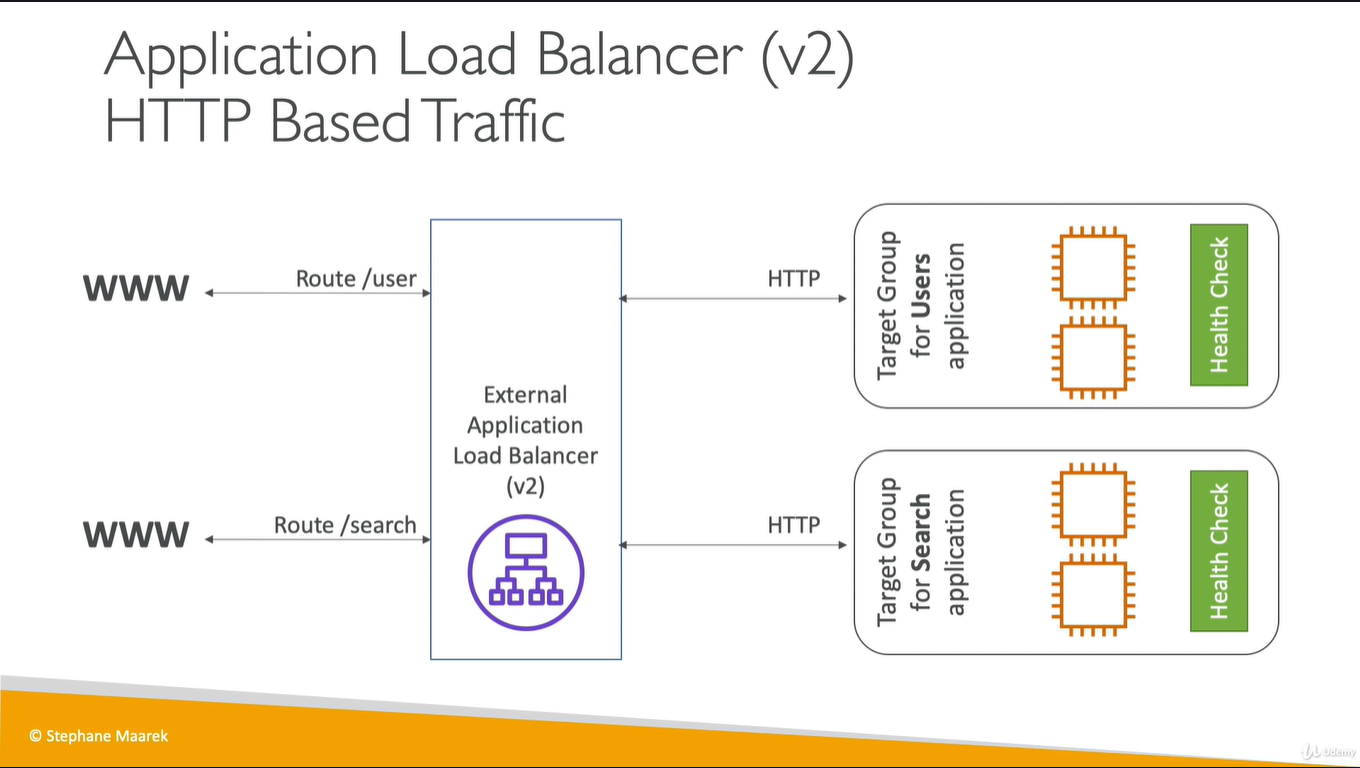 Application Load Balancer (v2)
HTTP Based Traffic
WWW
Route /user
HTTP
Target Group
for Users
application
Health Check
External
Application
Load Balancer
(v2)
WWW
Route /search
HTTP
Target Group
for Search
application
Health Check
© Stephane Maarek
Udemy